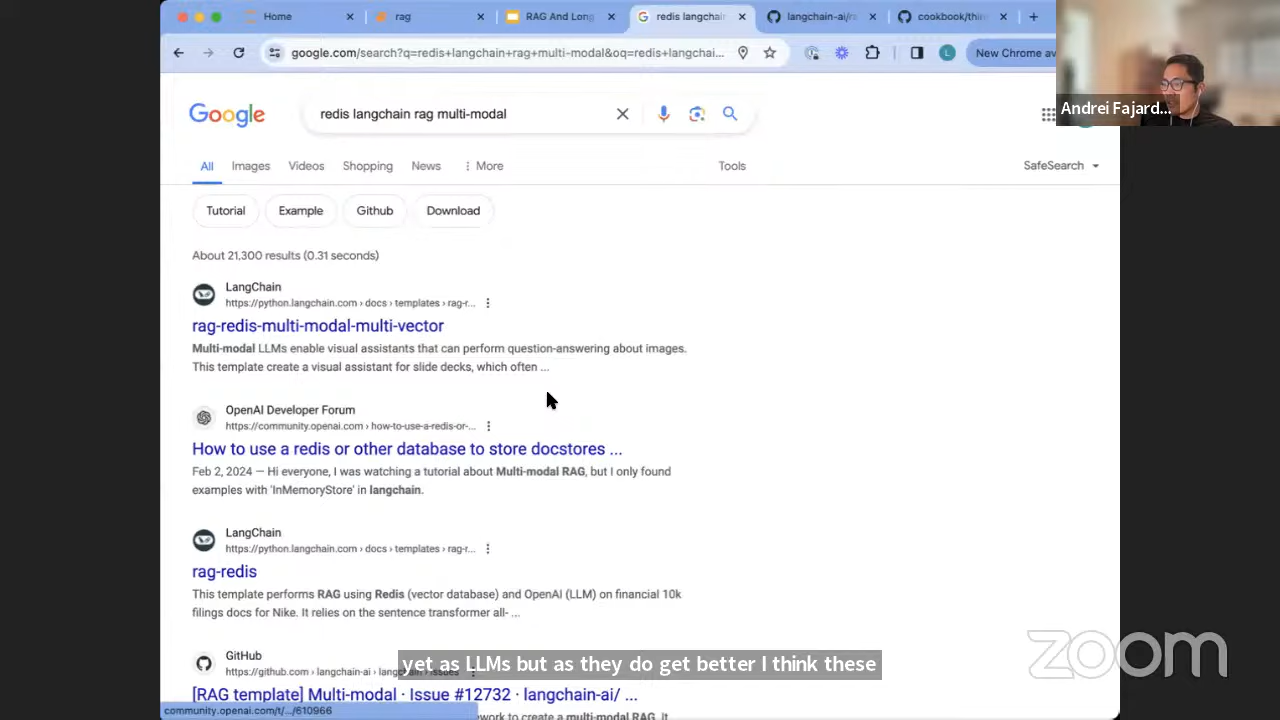 Home
rag
RAG And Long
redis langchain
langchain-ai/ra
cookbook/thin
google.com/search?q=redis+langchain+rag+multi-modal&oq=redis+langchai...
New Chrome av
Andrei Fajard...
Google
redis langchain rag multi-modal
All Images Videos Shopping News More Tools SafeSearch
Tutorial Example Github Download
About 21,300 results (0.31 seconds)
LangChain
https://python.langchain.com › docs › templates › rag-r...
rag-redis-multi-modal-multi-vector
Multi-modal LLMs enable visual assistants that can perform question-answering about images.
This template create a visual assistant for slide decks, which often ...
OpenAI Developer Forum
https://community.openai.com › how-to-use-a-redis-or-...
How to use a redis or other database to store docstores ...
Feb 2, 2024 — Hi everyone, I was watching a tutorial about Multi-modal RAG, but I only found
examples with 'InMemoryStore' in langchain.
LangChain
https://python.langchain.com › docs › templates › rag-r...
rag-redis
This template performs RAG using Redis (vector database) and OpenAI (LLM) on financial 10k
filings docs for Nike. It relies on the sentence transformer all- ...
GitHub
https://github.com › langchain-ai › langchain › issues
yet as LLMs but as they do get better I think these
[RAG template] Multi-modal · Issue #12732 · langchain-ai/ ...
community.openai.com/t/.../610966
work to create a multi-modal RAG. It
zoom